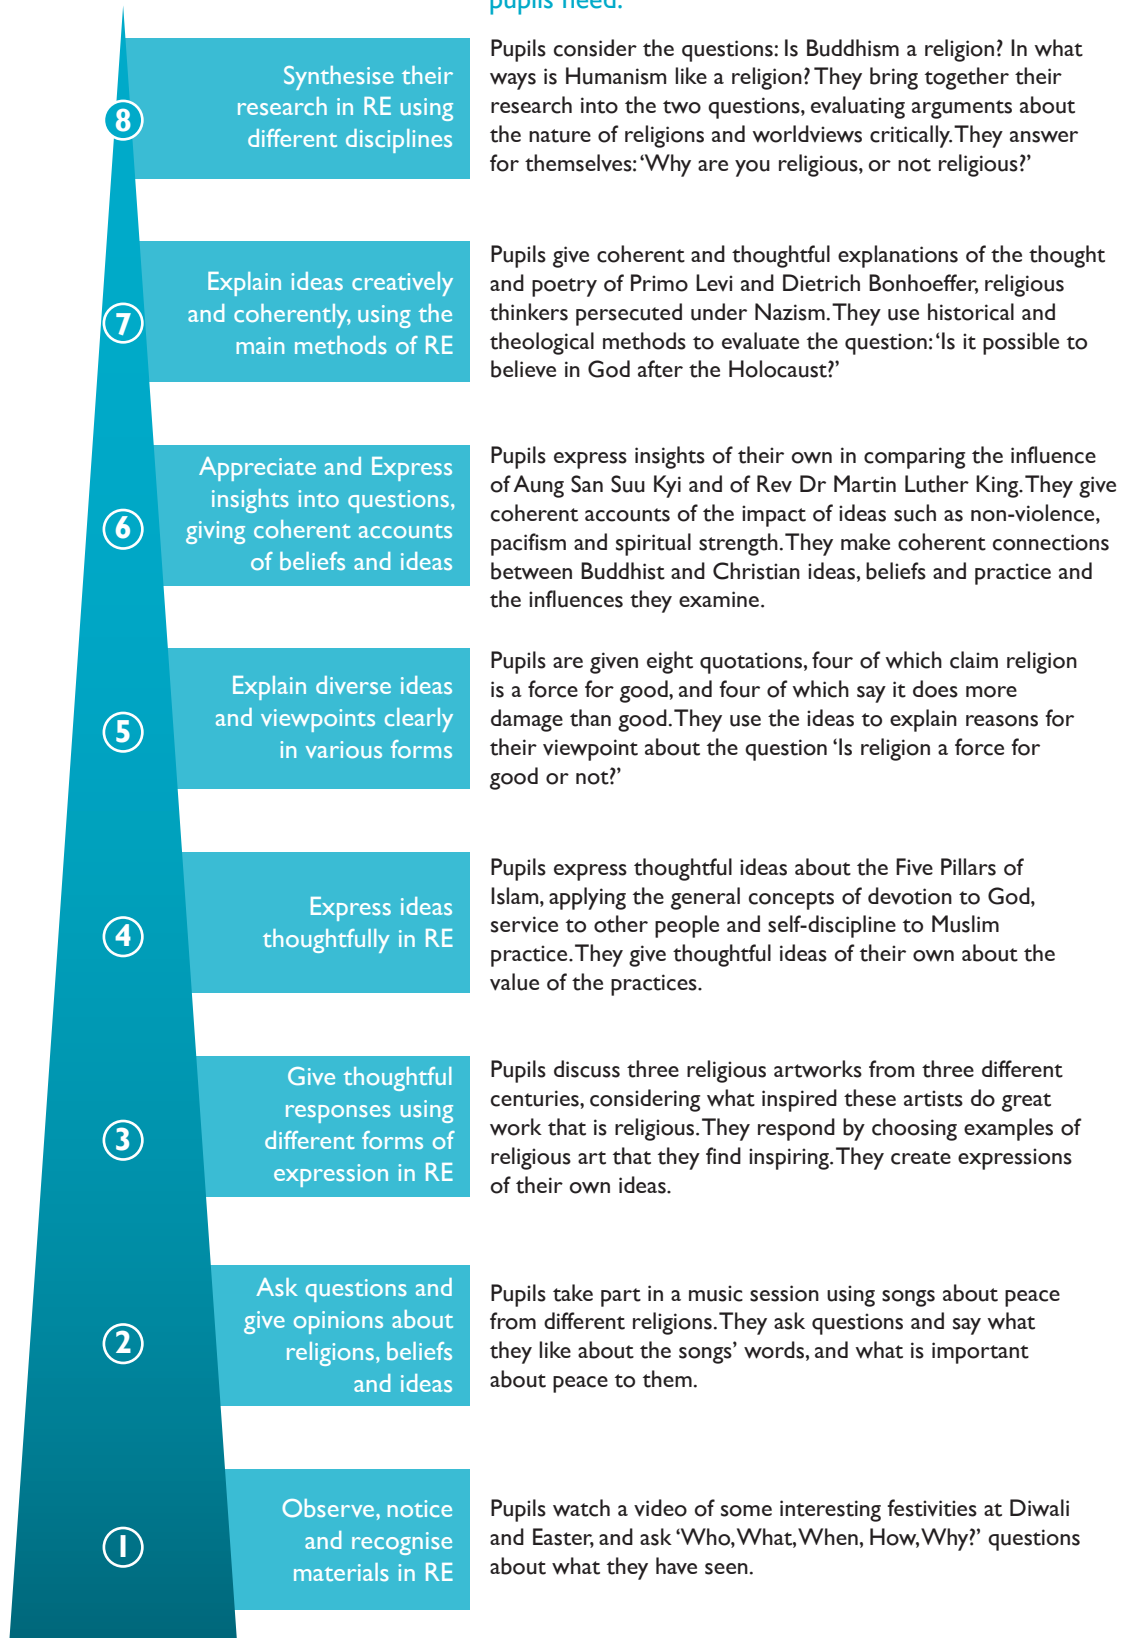 pupils need.
8
Synthesise their
research in RE using
different disciplines
Pupils consider the questions: Is Buddhism a religion? In what
ways is Humanism like a religion? They bring together their
research into the two questions, evaluating arguments about
the nature of religions and worldviews critically. They answer
for themselves: ‘Why are you religious, or not religious?’
7
Explain ideas creatively
and coherently, using the
main methods of RE
Pupils give coherent and thoughtful explanations of the thought
and poetry of Primo Levi and Dietrich Bonhoeffer, religious
thinkers persecuted under Nazism. They use historical and
theological methods to evaluate the question: ‘Is it possible to
believe in God after the Holocaust?’
6
Appreciate and Express
insights into questions,
giving coherent accounts
of beliefs and ideas
Pupils express insights of their own in comparing the influence
of Aung San Suu Kyi and of Rev Dr Martin Luther King. They give
coherent accounts of the impact of ideas such as non-violence,
pacifism and spiritual strength. They make coherent connections
between Buddhist and Christian ideas, beliefs and practice and
the influences they examine.
5
Explain diverse ideas
and viewpoints clearly
in various forms
Pupils are given eight quotations, four of which claim religion
is a force for good, and four of which say it does more
damage than good. They use the ideas to explain reasons for
their viewpoint about the question ‘Is religion a force for
good or not?’
4
Express ideas
thoughtfully in RE
Pupils express thoughtful ideas about the Five Pillars of
Islam, applying the general concepts of devotion to God,
service to other people and self-discipline to Muslim
practice. They give thoughtful ideas of their own about the
value of the practices.
3
Give thoughtful
responses using
different forms of
expression in RE
Pupils discuss three religious artworks from three different
centuries, considering what inspired these artists do great
work that is religious. They respond by choosing examples of
religious art that they find inspiring. They create expressions
of their own ideas.
2
Ask questions and
give opinions about
religions, beliefs
and ideas
Pupils take part in a music session using songs about peace
from different religions. They ask questions and say what
they like about the songs’ words, and what is important
about peace to them.
1
Observe, notice
and recognise
materials in RE
Pupils watch a video of some interesting festivities at Diwali
and Easter, and ask ‘Who, What, When, How, Why?’ questions
about what they have seen.